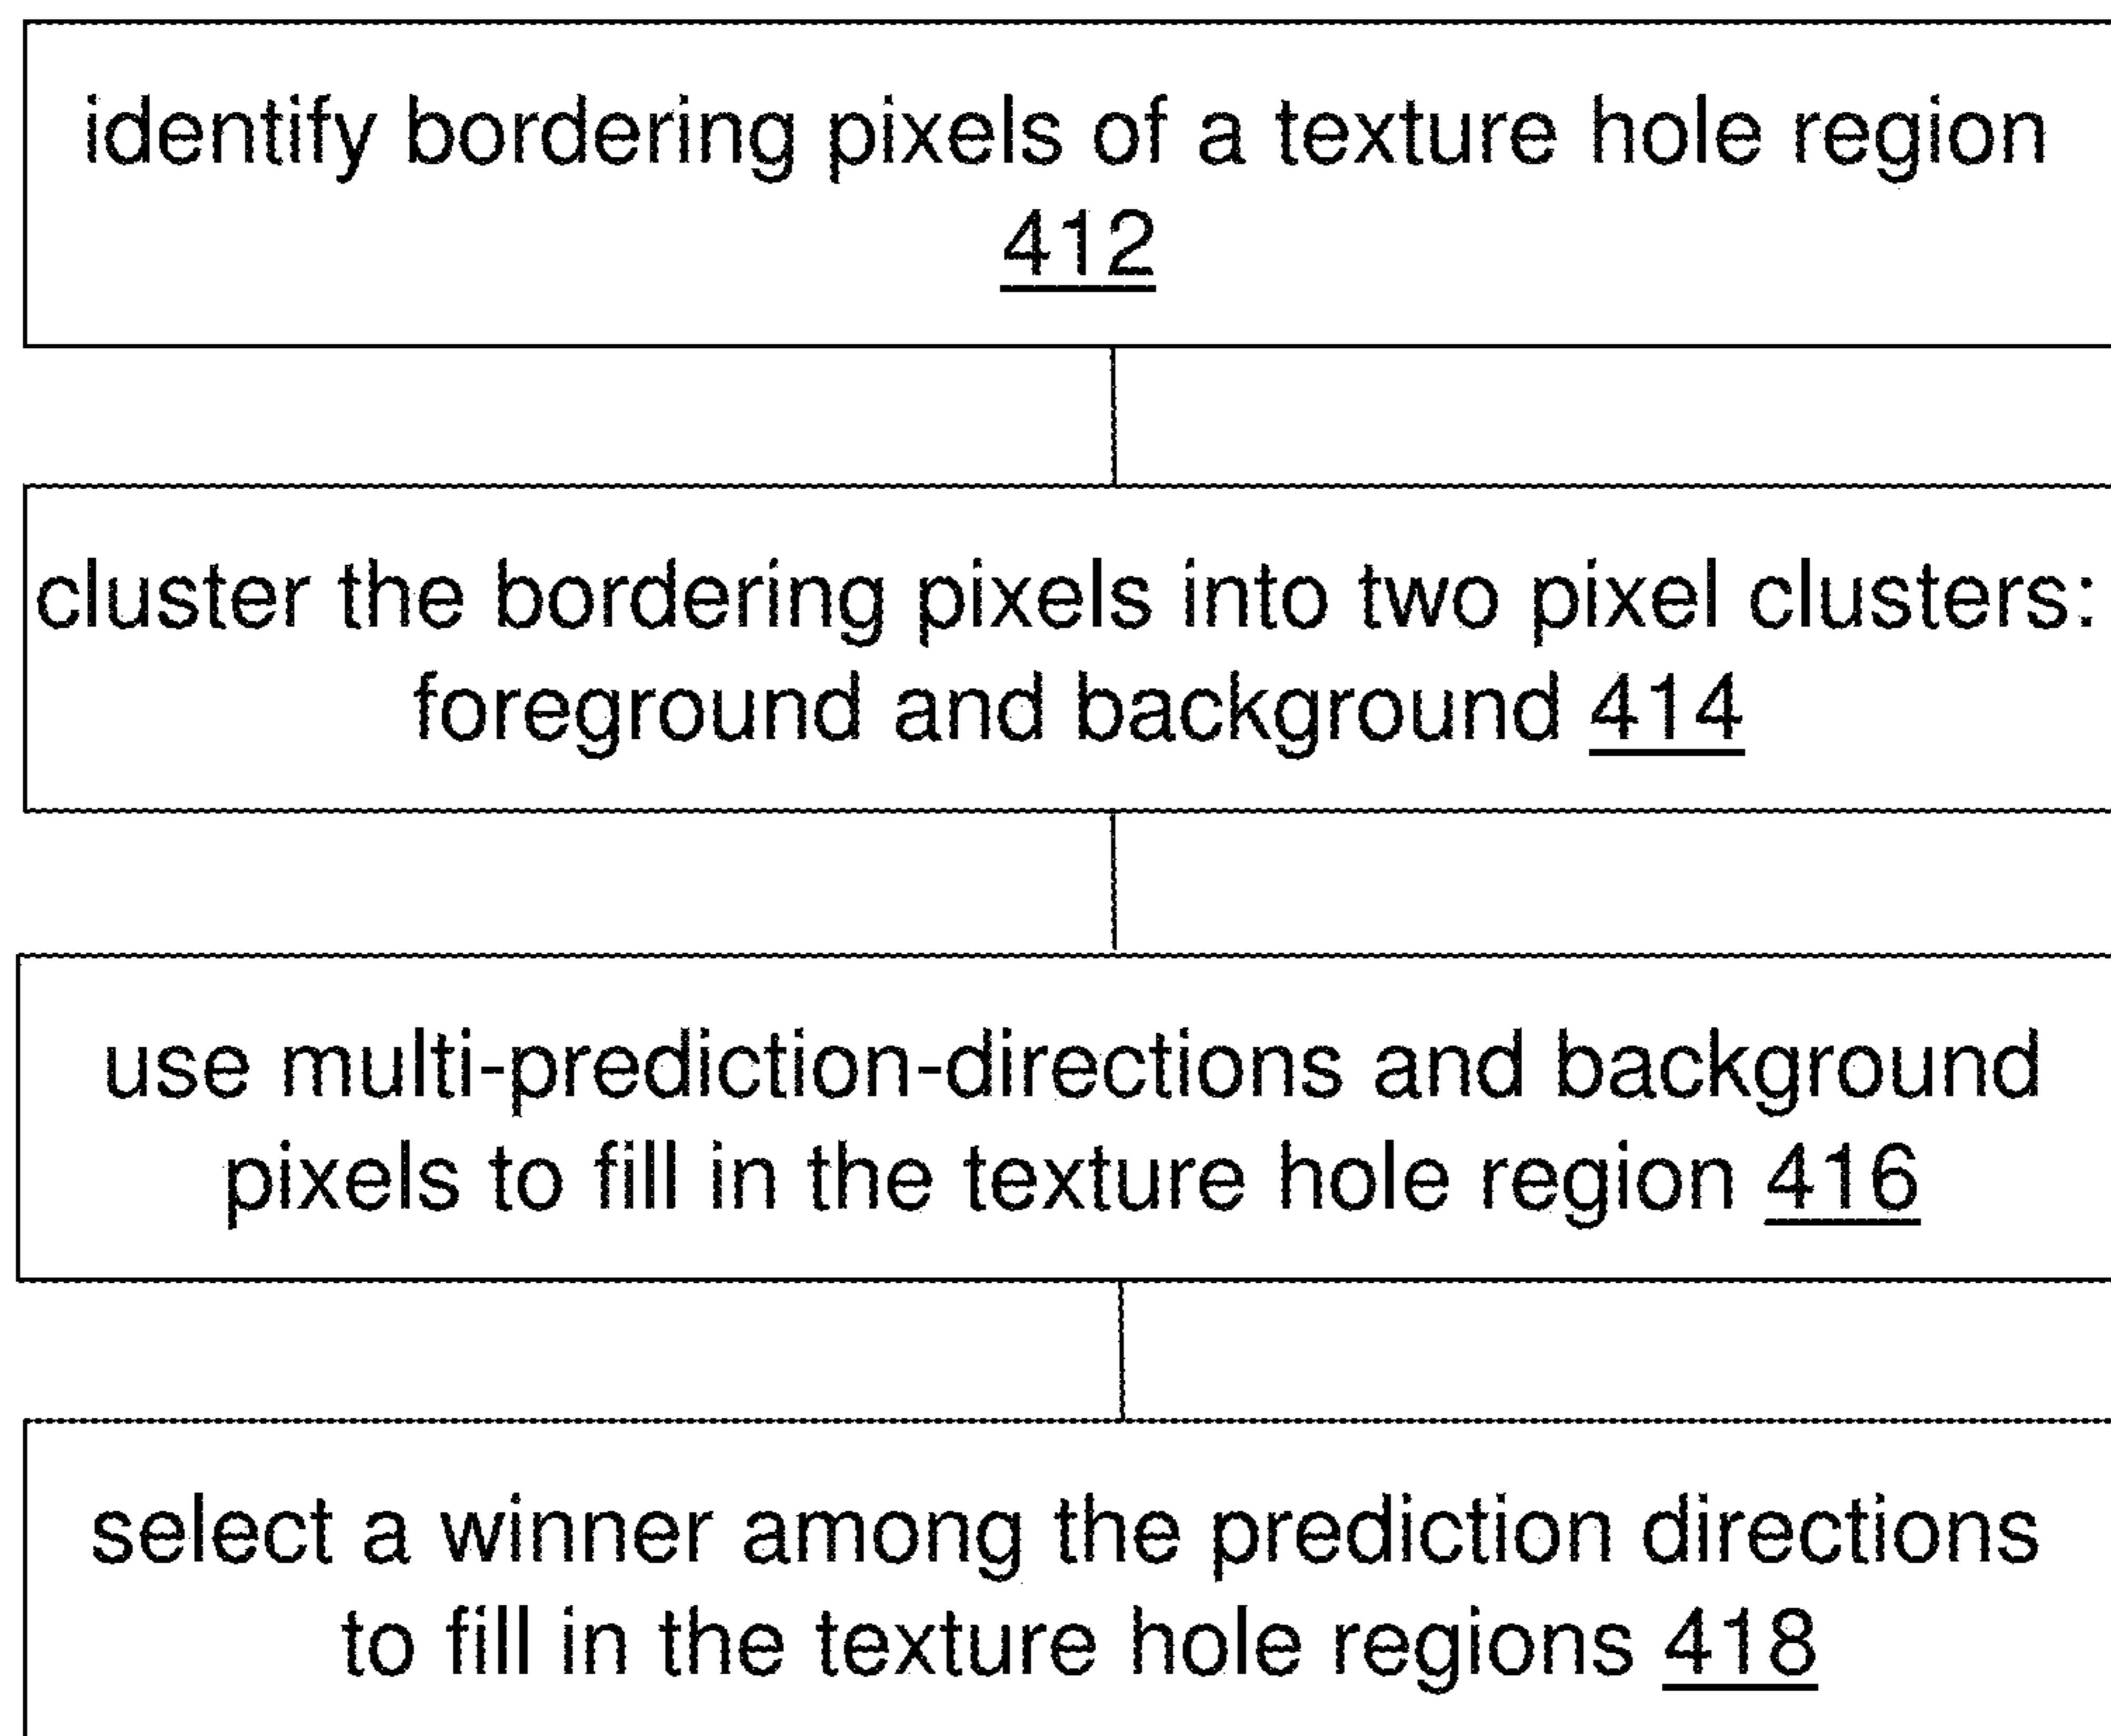 identify bordering pixels of a texture hole region
412
cluster the bordering pixels into two pixel clusters:
foreground and background 414
use multi-prediction-directions and background
pixels to fill in the texture hole region 416
select a winner among the prediction directions
to fill in the texture hole regions 418